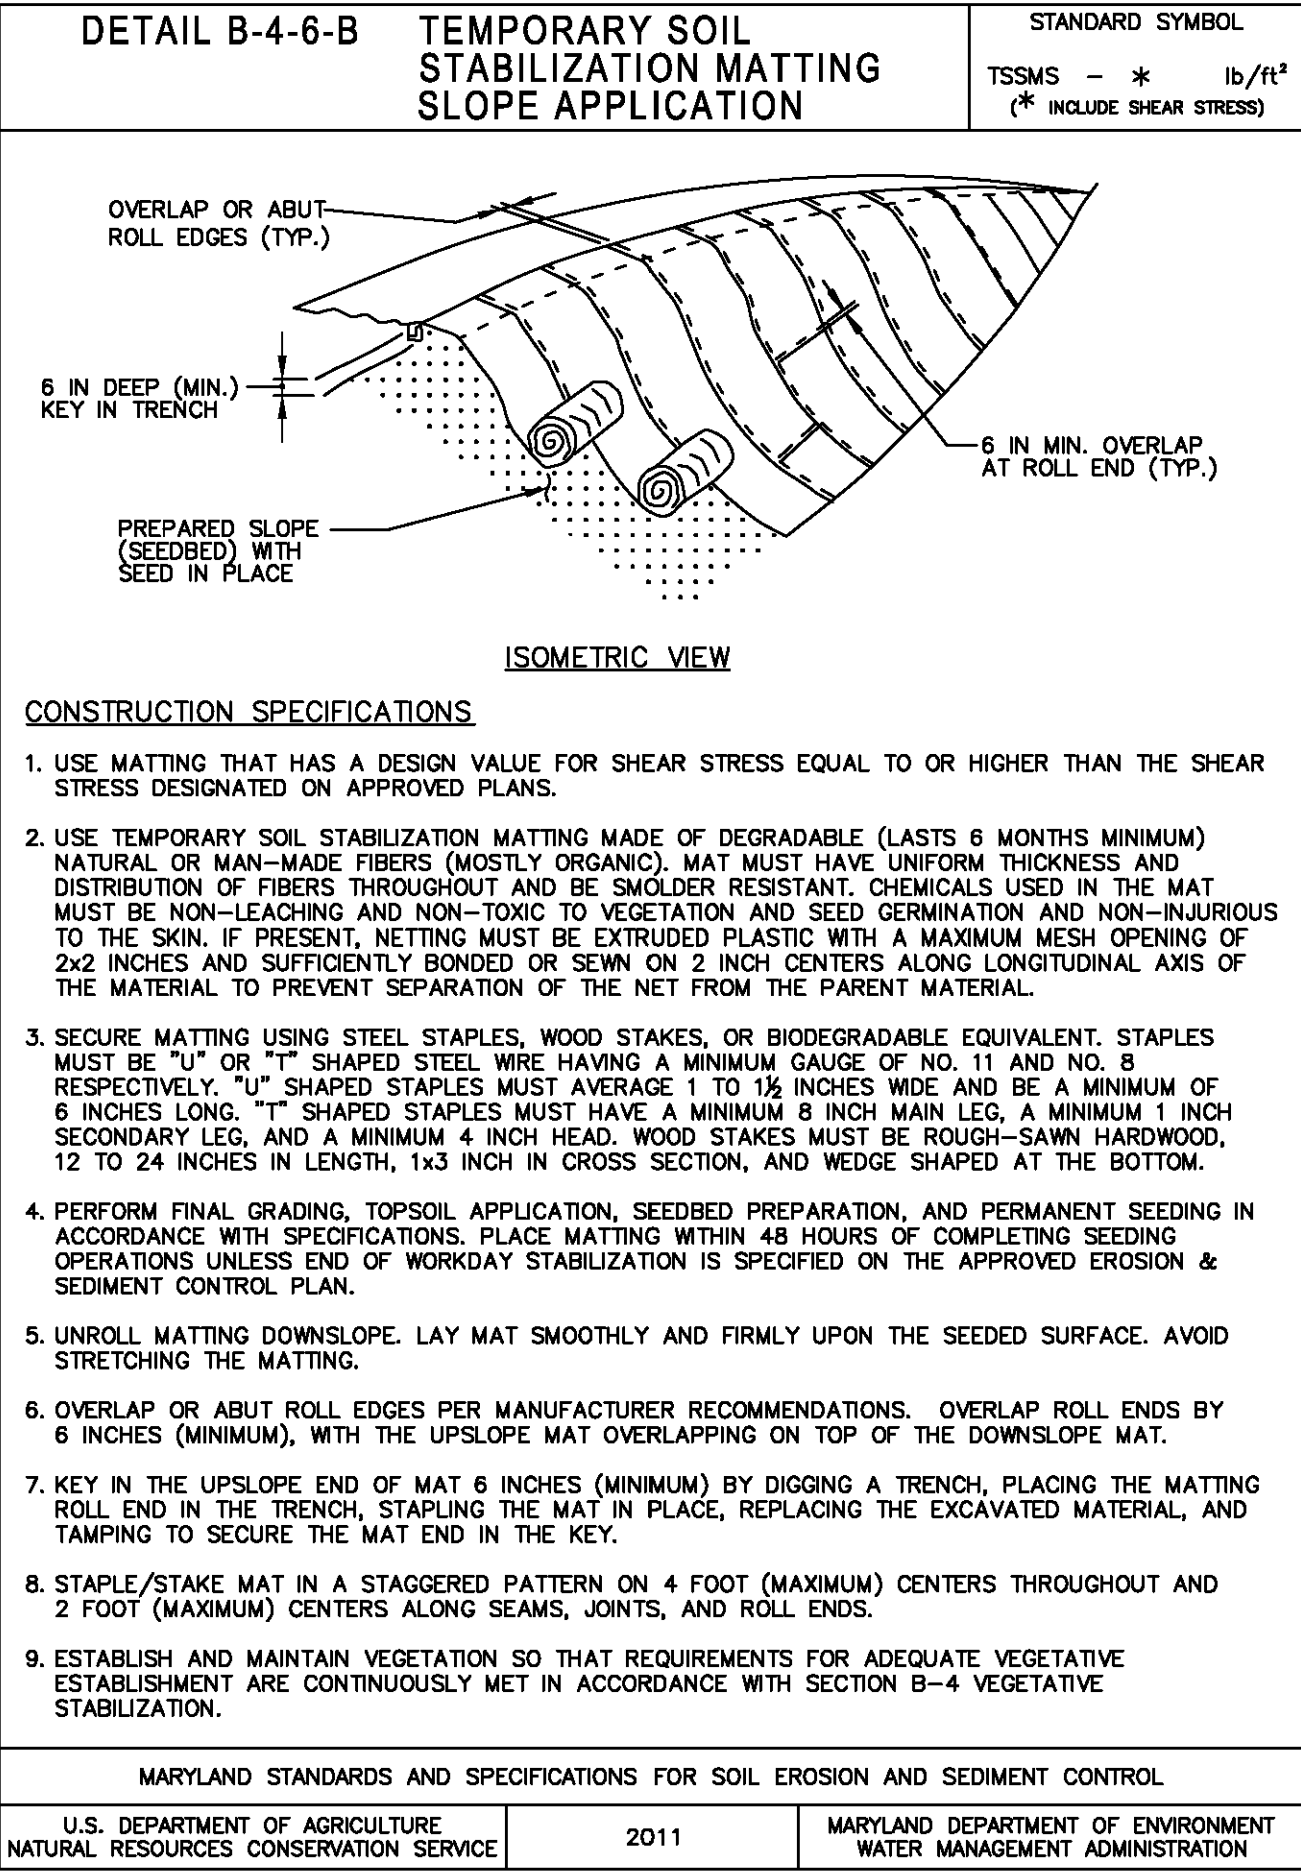 DETAIL B-4-6-B
TEMPORARY SOIL
STABILIZATION MATTING
SLOPE APPLICATION
STANDARD SYMBOL
TSSMS - * lb/ft²
(* INCLUDE SHEAR STRESS)
OVERLAP OR ABUT
ROLL EDGES (TYP.)
6 IN DEEP (MIN.)
KEY IN TRENCH
6 IN MIN. OVERLAP
AT ROLL END (TYP.)
PREPARED SLOPE
(SEEDBED) WITH
SEED IN PLACE
ISOMETRIC VIEW
CONSTRUCTION SPECIFICATIONS
1. USE MATTING THAT HAS A DESIGN VALUE FOR SHEAR STRESS EQUAL TO OR HIGHER THAN THE SHEAR
STRESS DESIGNATED ON APPROVED PLANS.
2. USE TEMPORARY SOIL STABILIZATION MATTING MADE OF DEGRADABLE (LASTS 6 MONTHS MINIMUM)
NATURAL OR MAN-MADE FIBERS (MOSTLY ORGANIC). MAT MUST HAVE UNIFORM THICKNESS AND
DISTRIBUTION OF FIBERS THROUGHOUT AND BE SMOLDER RESISTANT. CHEMICALS USED IN THE MAT
MUST BE NON-LEACHING AND NON-TOXIC TO VEGETATION AND SEED GERMINATION AND NON-INJURIOUS
TO THE SKIN. IF PRESENT, NETTING MUST BE EXTRUDED PLASTIC WITH A MAXIMUM MESH OPENING OF
2x2 INCHES AND SUFFICIENTLY BONDED OR SEWN ON 2 INCH CENTERS ALONG LONGITUDINAL AXIS OF
THE MATERIAL TO PREVENT SEPARATION OF THE NET FROM THE PARENT MATERIAL.
3. SECURE MATTING USING STEEL STAPLES, WOOD STAKES, OR BIODEGRADABLE EQUIVALENT. STAPLES
MUST BE "U" OR "T" SHAPED STEEL WIRE HAVING A MINIMUM GAUGE OF NO. 11 AND NO. 8
RESPECTIVELY. "U" SHAPED STAPLES MUST AVERAGE 1 TO 1½ INCHES WIDE AND BE A MINIMUM OF
6 INCHES LONG. "T" SHAPED STAPLES MUST HAVE A MINIMUM 8 INCH MAIN LEG, A MINIMUM 1 INCH
SECONDARY LEG, AND A MINIMUM 4 INCH HEAD. WOOD STAKES MUST BE ROUGH-SAWN HARDWOOD,
12 TO 24 INCHES IN LENGTH, 1x3 INCH IN CROSS SECTION, AND WEDGE SHAPED AT THE BOTTOM.
4. PERFORM FINAL GRADING, TOPSOIL APPLICATION, SEEDBED PREPARATION, AND PERMANENT SEEDING IN
ACCORDANCE WITH SPECIFICATIONS. PLACE MATTING WITHIN 48 HOURS OF COMPLETING SEEDING
OPERATIONS UNLESS END OF WORKDAY STABILIZATION IS SPECIFIED ON THE APPROVED EROSION &
SEDIMENT CONTROL PLAN.
5. UNROLL MATTING DOWNSLOPE. LAY MAT SMOOTHLY AND FIRMLY UPON THE SEEDED SURFACE. AVOID
STRETCHING THE MATTING.
6. OVERLAP OR ABUT ROLL EDGES PER MANUFACTURER RECOMMENDATIONS. OVERLAP ROLL ENDS BY
6 INCHES (MINIMUM), WITH THE UPSLOPE MAT OVERLAPPING ON TOP OF THE DOWNSLOPE MAT.
7. KEY IN THE UPSLOPE END OF MAT 6 INCHES (MINIMUM) BY DIGGING A TRENCH, PLACING THE MATTING
ROLL END IN THE TRENCH, STAPLING THE MAT IN PLACE, REPLACING THE EXCAVATED MATERIAL, AND
TAMPING TO SECURE THE MAT END IN THE KEY.
8. STAPLE/STAKE MAT IN A STAGGERED PATTERN ON 4 FOOT (MAXIMUM) CENTERS THROUGHOUT AND
2 FOOT (MAXIMUM) CENTERS ALONG SEAMS, JOINTS, AND ROLL ENDS.
9. ESTABLISH AND MAINTAIN VEGETATION SO THAT REQUIREMENTS FOR ADEQUATE VEGETATIVE
ESTABLISHMENT ARE CONTINUOUSLY MET IN ACCORDANCE WITH SECTION B-4 VEGETATIVE
STABILIZATION.
MARYLAND STANDARDS AND SPECIFICATIONS FOR SOIL EROSION AND SEDIMENT CONTROL
U.S. DEPARTMENT OF AGRICULTURE
NATURAL RESOURCES CONSERVATION SERVICE
2011
MARYLAND DEPARTMENT OF ENVIRONMENT
WATER MANAGEMENT ADMINISTRATION